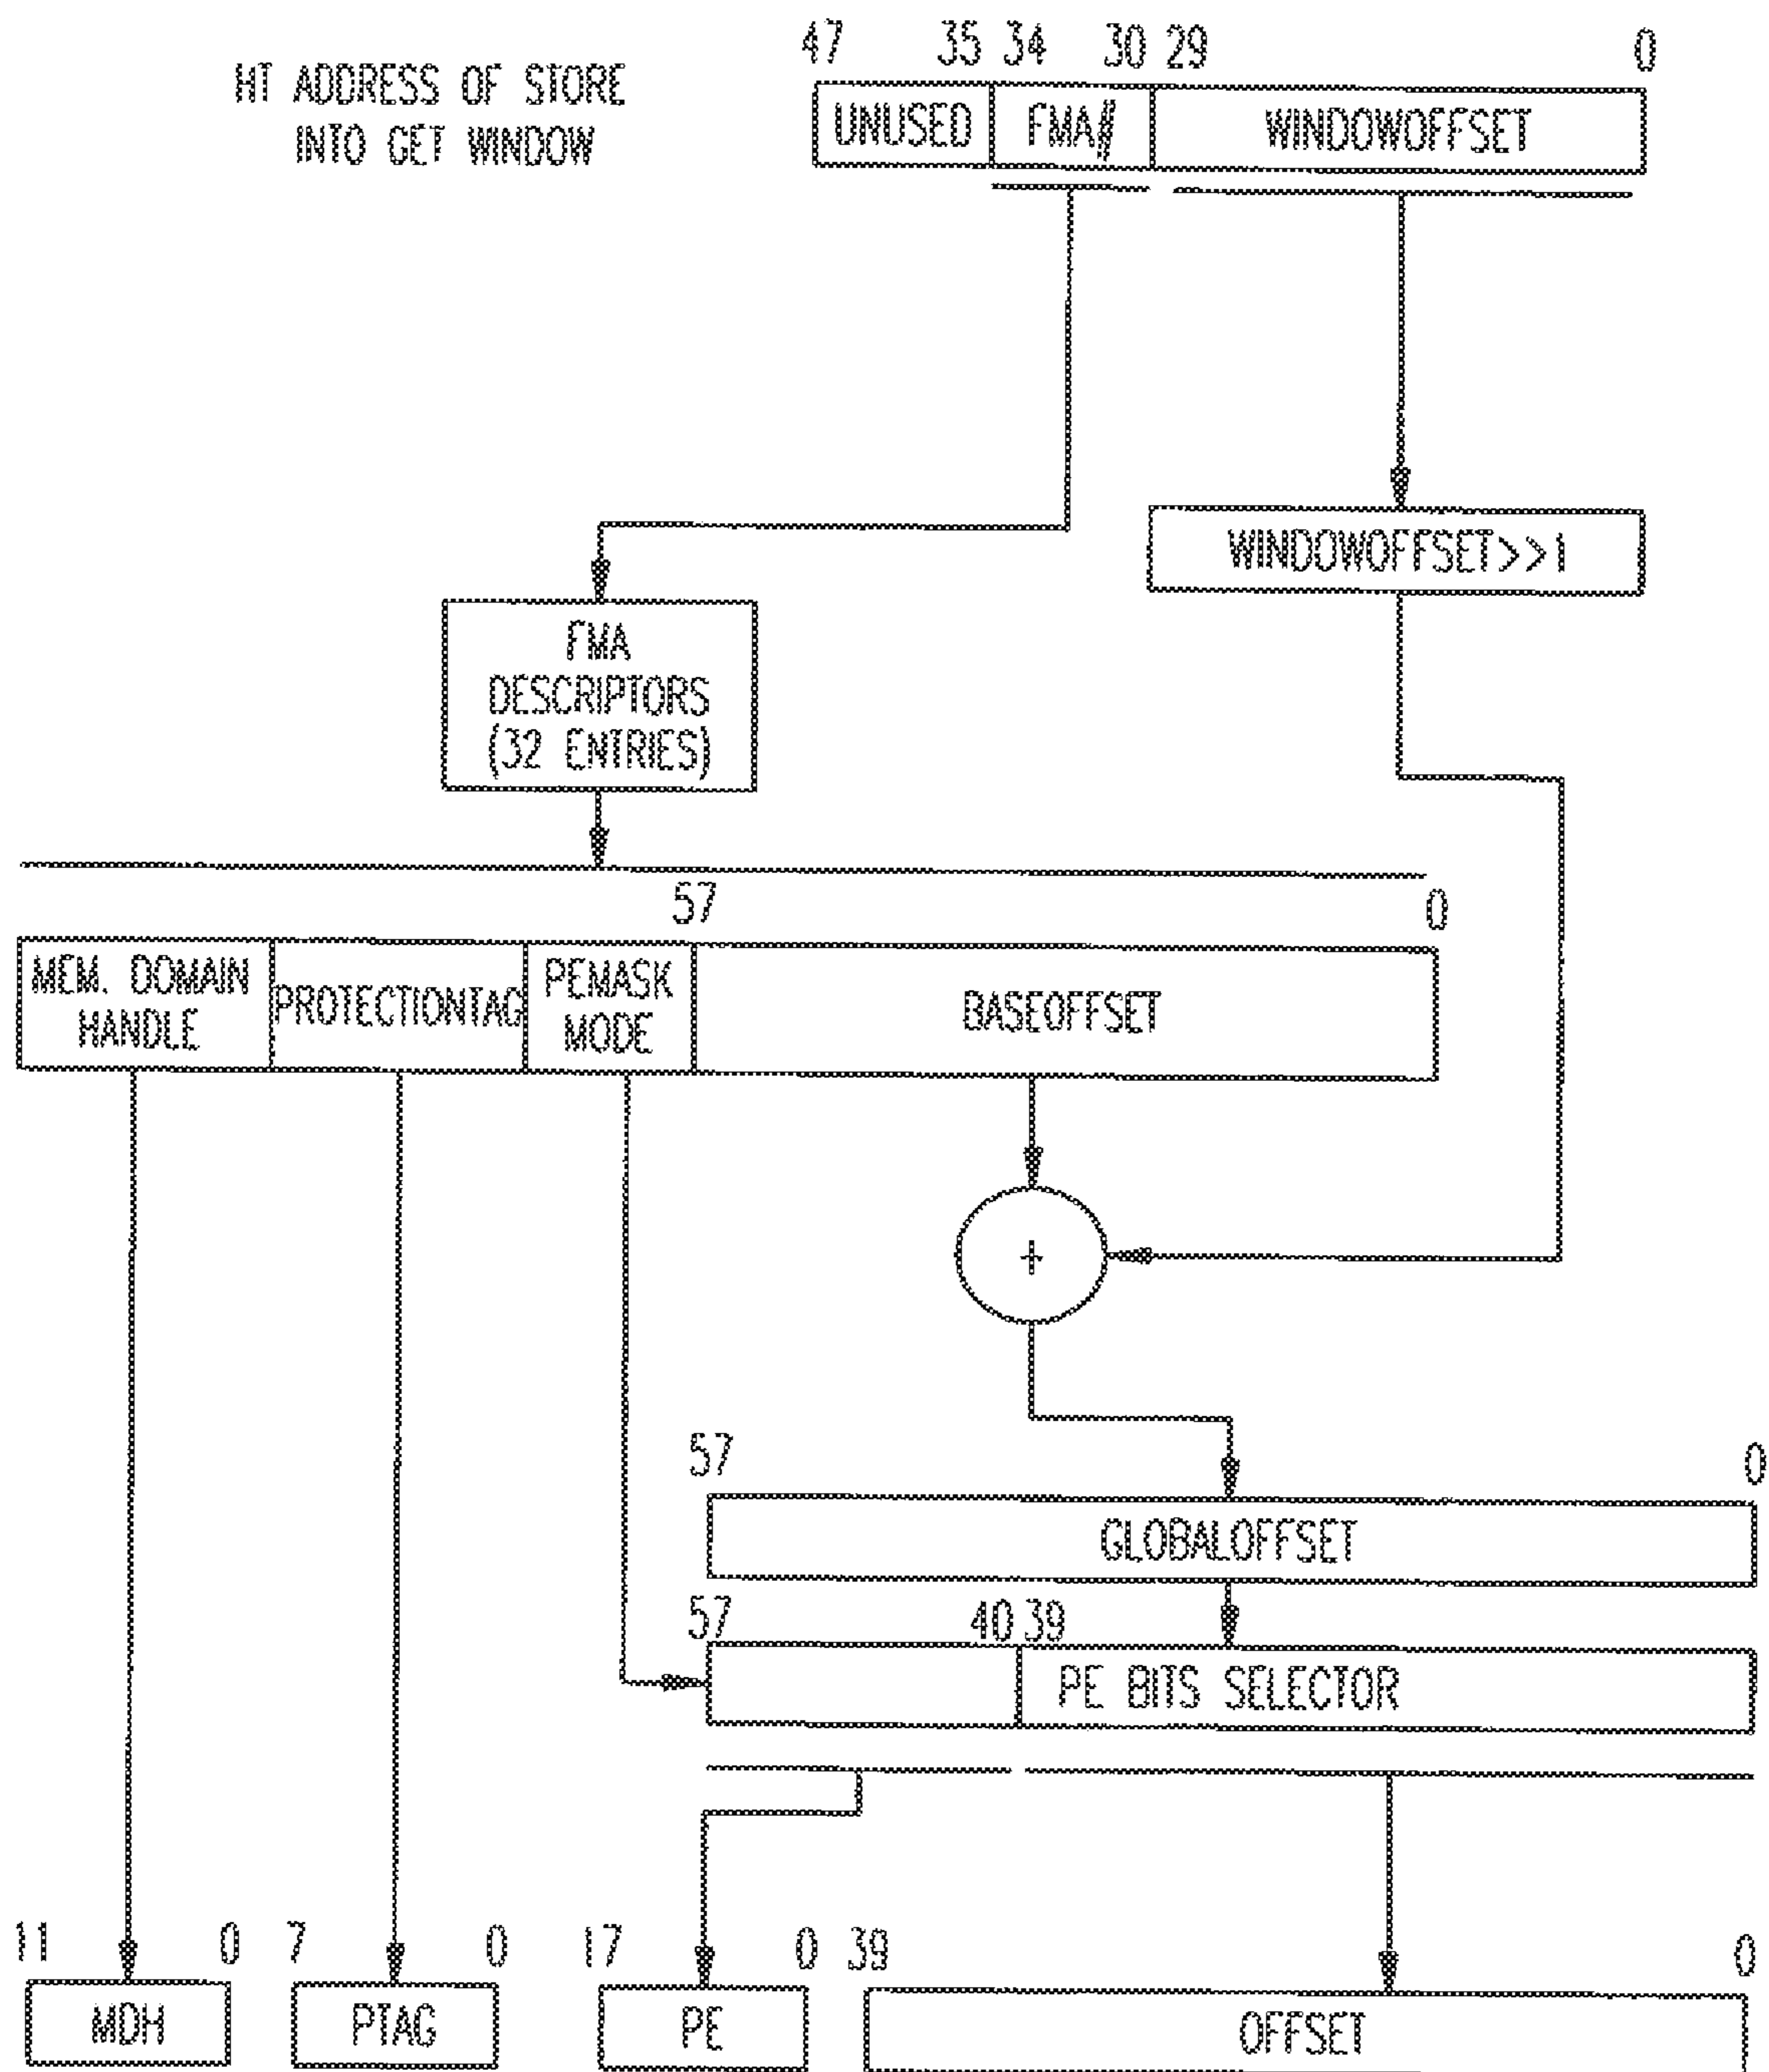 47 35 34 30 29 0
HT ADDRESS OF STORE
INTO GET WINDOW
UNUSED FMA# WINDOWOFFSET
WINDOWOFFSET>>1
FMA
DESCRIPTORS
(32 ENTRIES)
57 0
MEM. DOMAIN
HANDLE
PROTECTIONTAG
PEMASK
MODE
BASEOFFSET
+
57 0
GLOBALOFFSET
57 40 39
PE BITS SELECTOR
11 0 7 0 17 0 39 0
MDH PTAG PE OFFSET